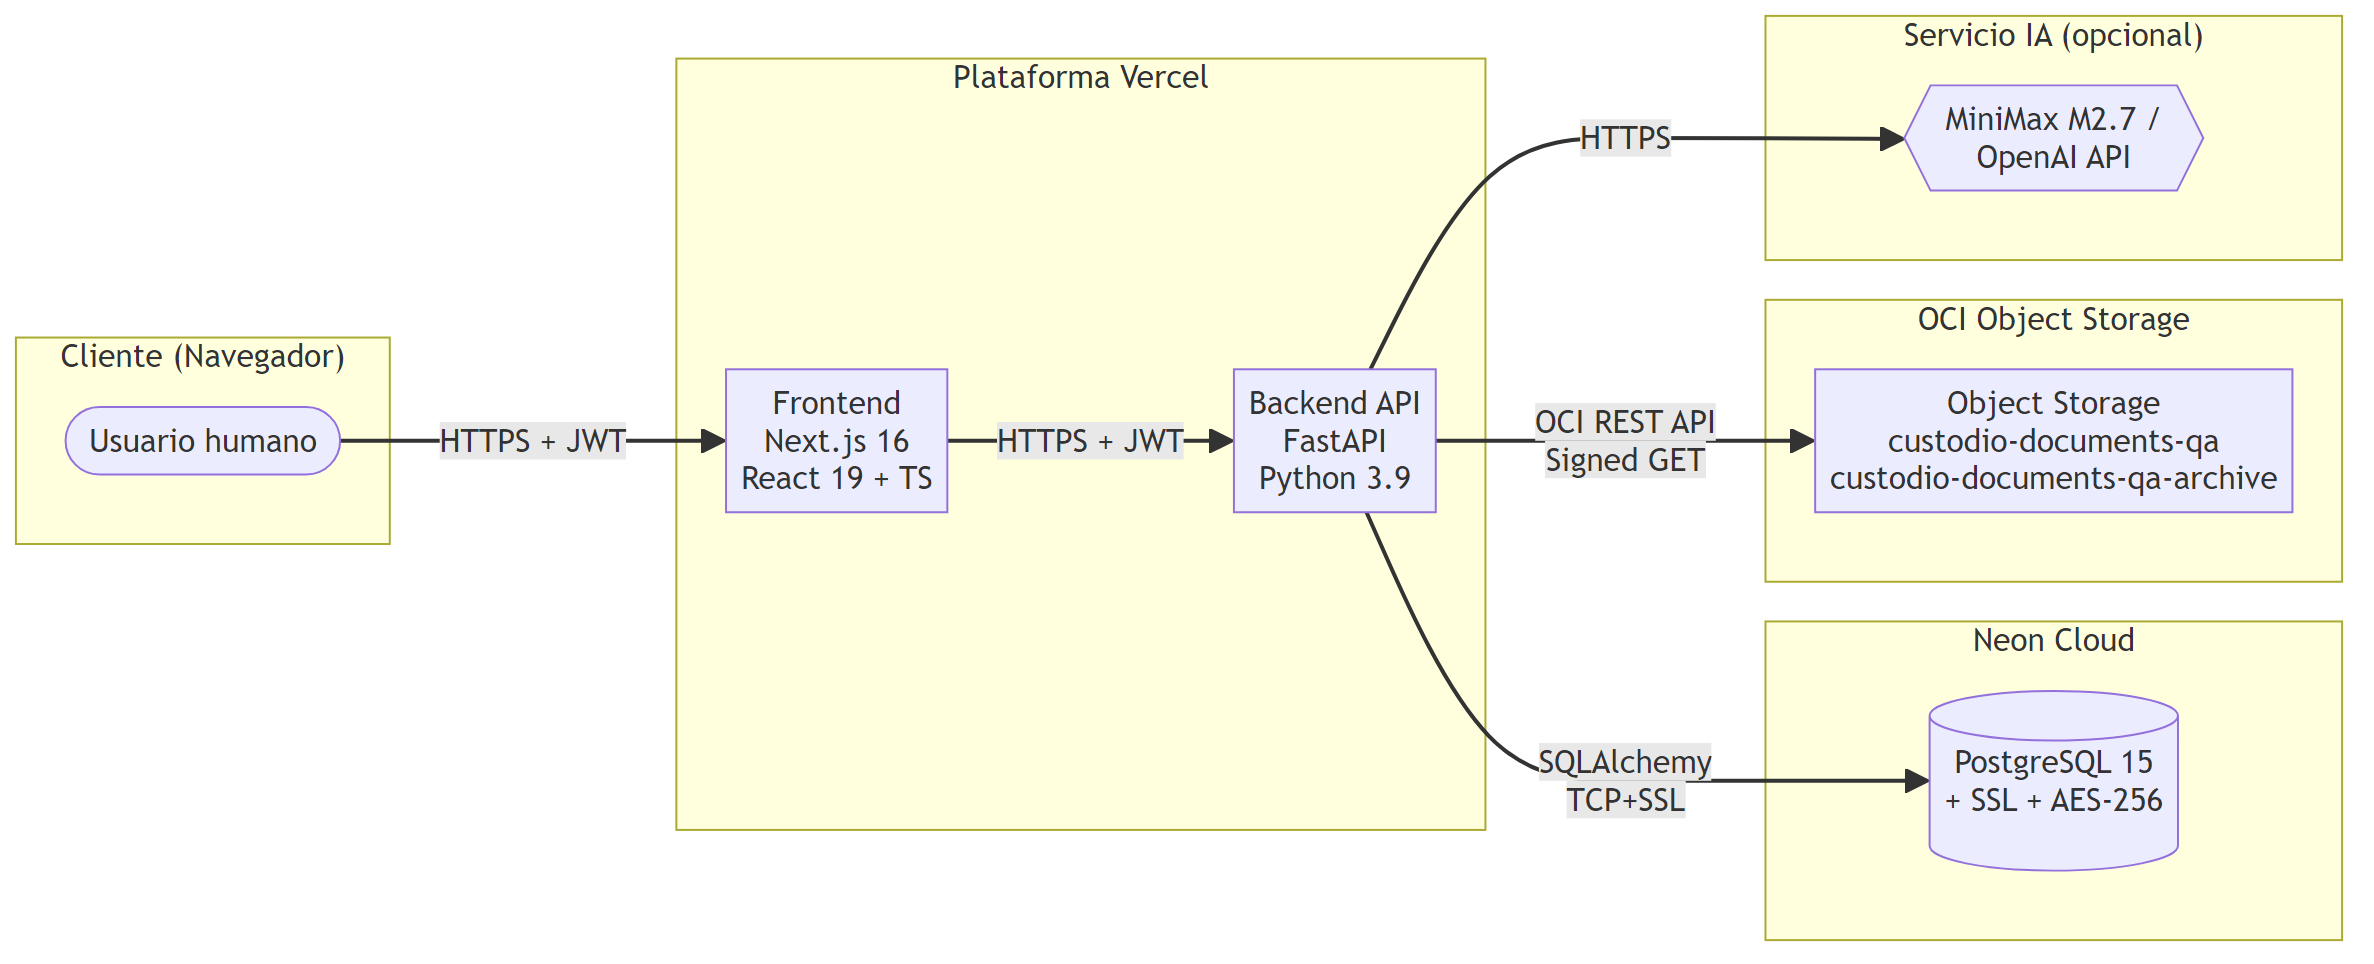 Cliente (Navegador)
Usuario humano
HTTPS + JWT
Plataforma Vercel
Frontend
Next.js 16
React 19 + TS
HTTPS + JWT
Backend API
FastAPI
Python 3.9
HTTPS
Servicio IA (opcional)
MiniMax M2.7 /
OpenAI API
OCI REST API
Signed GET
OCI Object Storage
Object Storage
custodio-documents-qa
custodio-documents-qa-archive
SQLAlchemy
TCP+SSL
Neon Cloud
PostgreSQL 15
+ SSL + AES-256